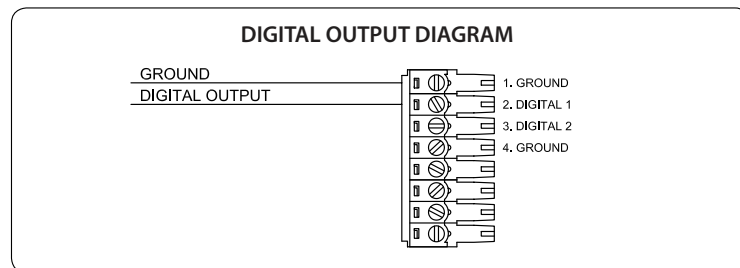 DIGITAL OUTPUT DIAGRAM
GROUND
DIGITAL OUTPUT
1. GROUND
2. DIGITAL 1
3. DIGITAL 2
4. GROUND